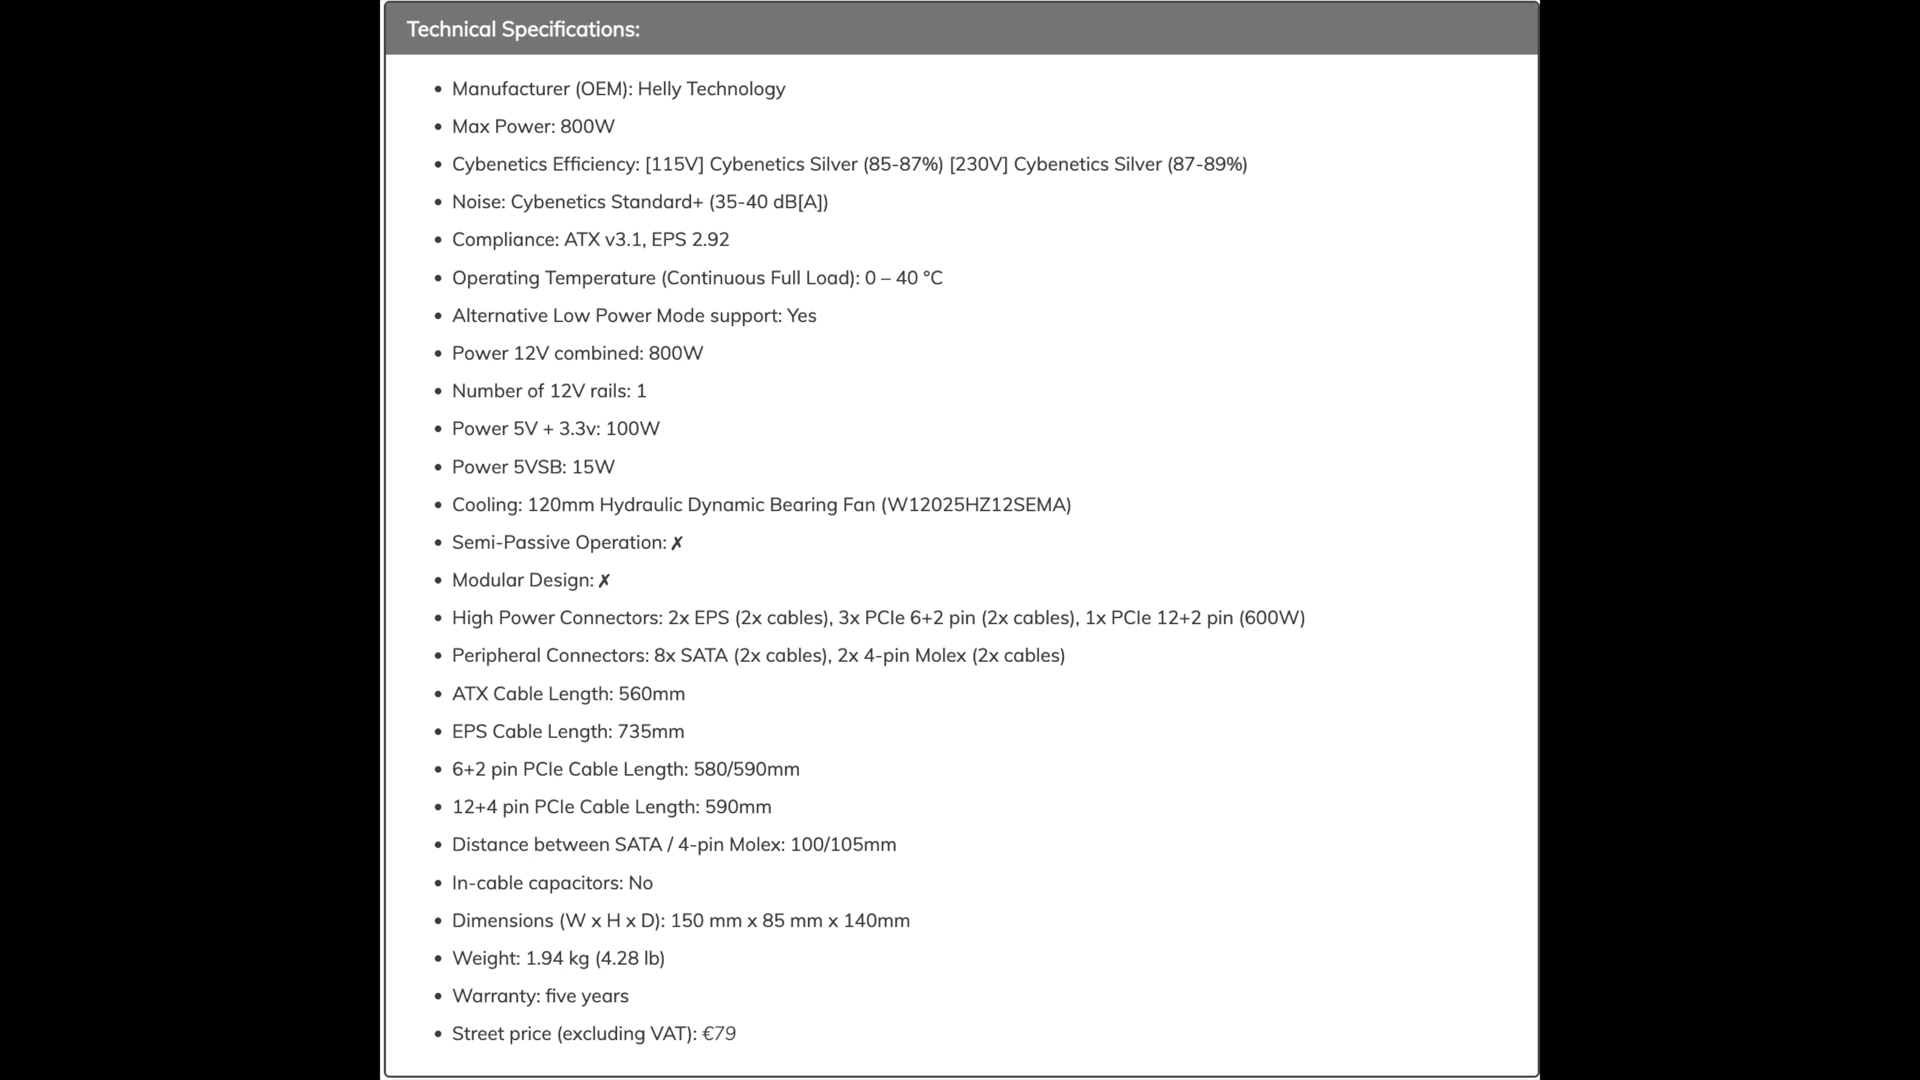 Technical Specifications:
• Manufacturer (OEM): Helly Technology
• Max Power: 800W
• Cybenetics Efficiency: [115V] Cybenetics Silver (85-87%) [230V] Cybenetics Silver (87-89%)
• Noise: Cybenetics Standard+ (35-40 dB[A])
• Compliance: ATX v3.1, EPS 2.92
• Operating Temperature (Continuous Full Load): 0 – 40 °C
• Alternative Low Power Mode support: Yes
• Power 12V combined: 800W
• Number of 12V rails: 1
• Power 5V + 3.3v: 100W
• Power 5VSB: 15W
• Cooling: 120mm Hydraulic Dynamic Bearing Fan (W12025HZ12SEMA)
• Semi-Passive Operation: ✗
• Modular Design: ✗
• High Power Connectors: 2x EPS (2x cables), 3x PCIe 6+2 pin (2x cables), 1x PCIe 12+2 pin (600W)
• Peripheral Connectors: 8x SATA (2x cables), 2x 4-pin Molex (2x cables)
• ATX Cable Length: 560mm
• EPS Cable Length: 735mm
• 6+2 pin PCIe Cable Length: 580/590mm
• 12+4 pin PCIe Cable Length: 590mm
• Distance between SATA / 4-pin Molex: 100/105mm
• In-cable capacitors: No
• Dimensions (W x H x D): 150 mm x 85 mm x 140mm
• Weight: 1.94 kg (4.28 lb)
• Warranty: five years
• Street price (excluding VAT): €79